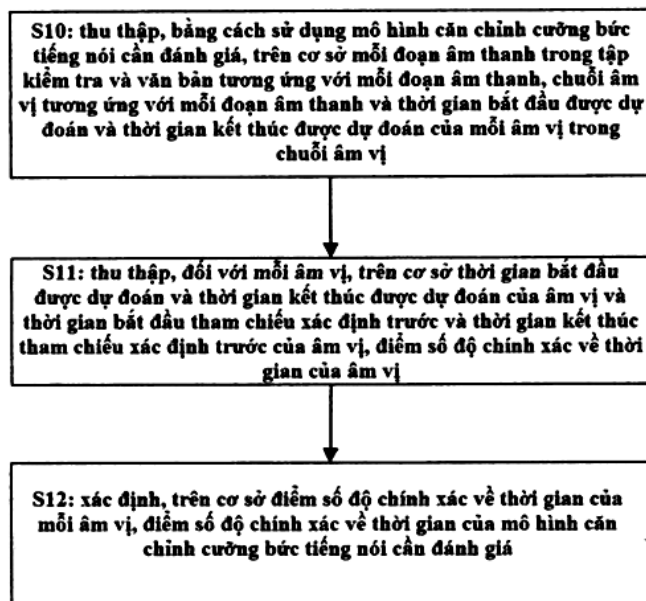 S10: thu thập, bằng cách sử dụng mô hình căn chỉnh cưỡng bức
tiếng nói cần đánh giá, trên cơ sở mỗi đoạn âm thanh trong tập
kiểm tra và văn bản tương ứng với mỗi đoạn âm thanh, chuỗi âm
vị tương ứng với mỗi đoạn âm thanh và thời gian bắt đầu được dự
đoán và thời gian kết thúc được dự đoán của mỗi âm vị trong
chuỗi âm vị
S11: thu thập, đối với mỗi âm vị, trên cơ sở thời gian bắt đầu
được dự đoán và thời gian kết thúc được dự đoán của âm vị và
thời gian bắt đầu tham chiếu xác định trước và thời gian kết thúc
tham chiếu xác định trước của âm vị, điểm số độ chính xác về thời
gian của âm vị
S12: xác định, trên cơ sở điểm số độ chính xác về thời gian của
mỗi âm vị, điểm số độ chính xác về thời gian của mô hình căn
chỉnh cưỡng bức tiếng nói cần đánh giá